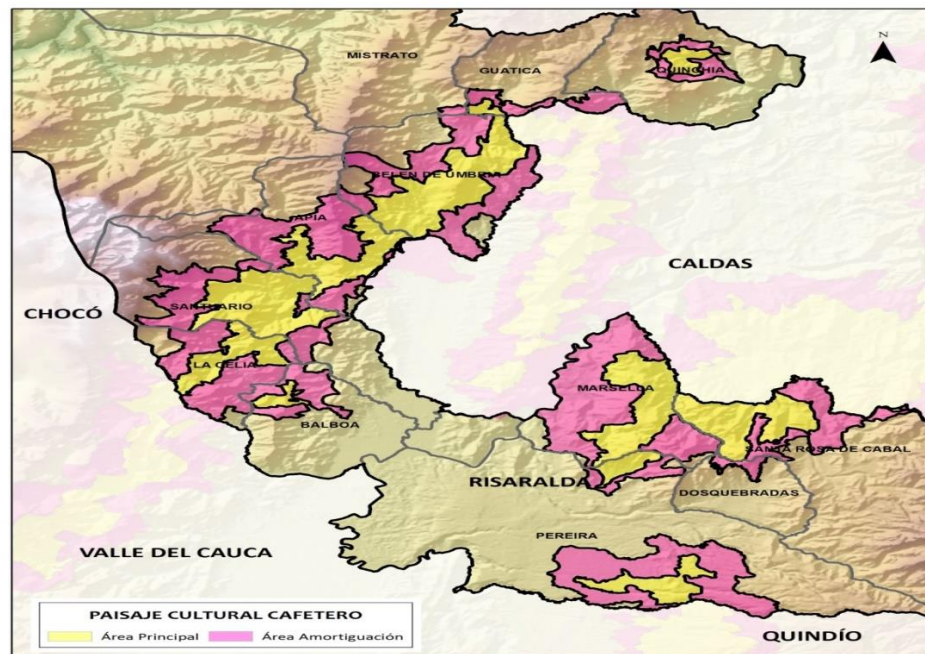 N
MISTRATO
GUATICA
QUINCHIA
BELEN DE UMBRIA
APIA
CALDAS
CHOCÓ
SANTUARIO
LA CELIA
MARSELLA
BALBOA
SANTA ROSA DE CABAL
RISARALDA
DOSQUEBRADAS
PEREIRA
VALLE DEL CAUCA
PAISAJE CULTURAL CAFETERO
Área Principal Área Amortiguación
QUINDÍO